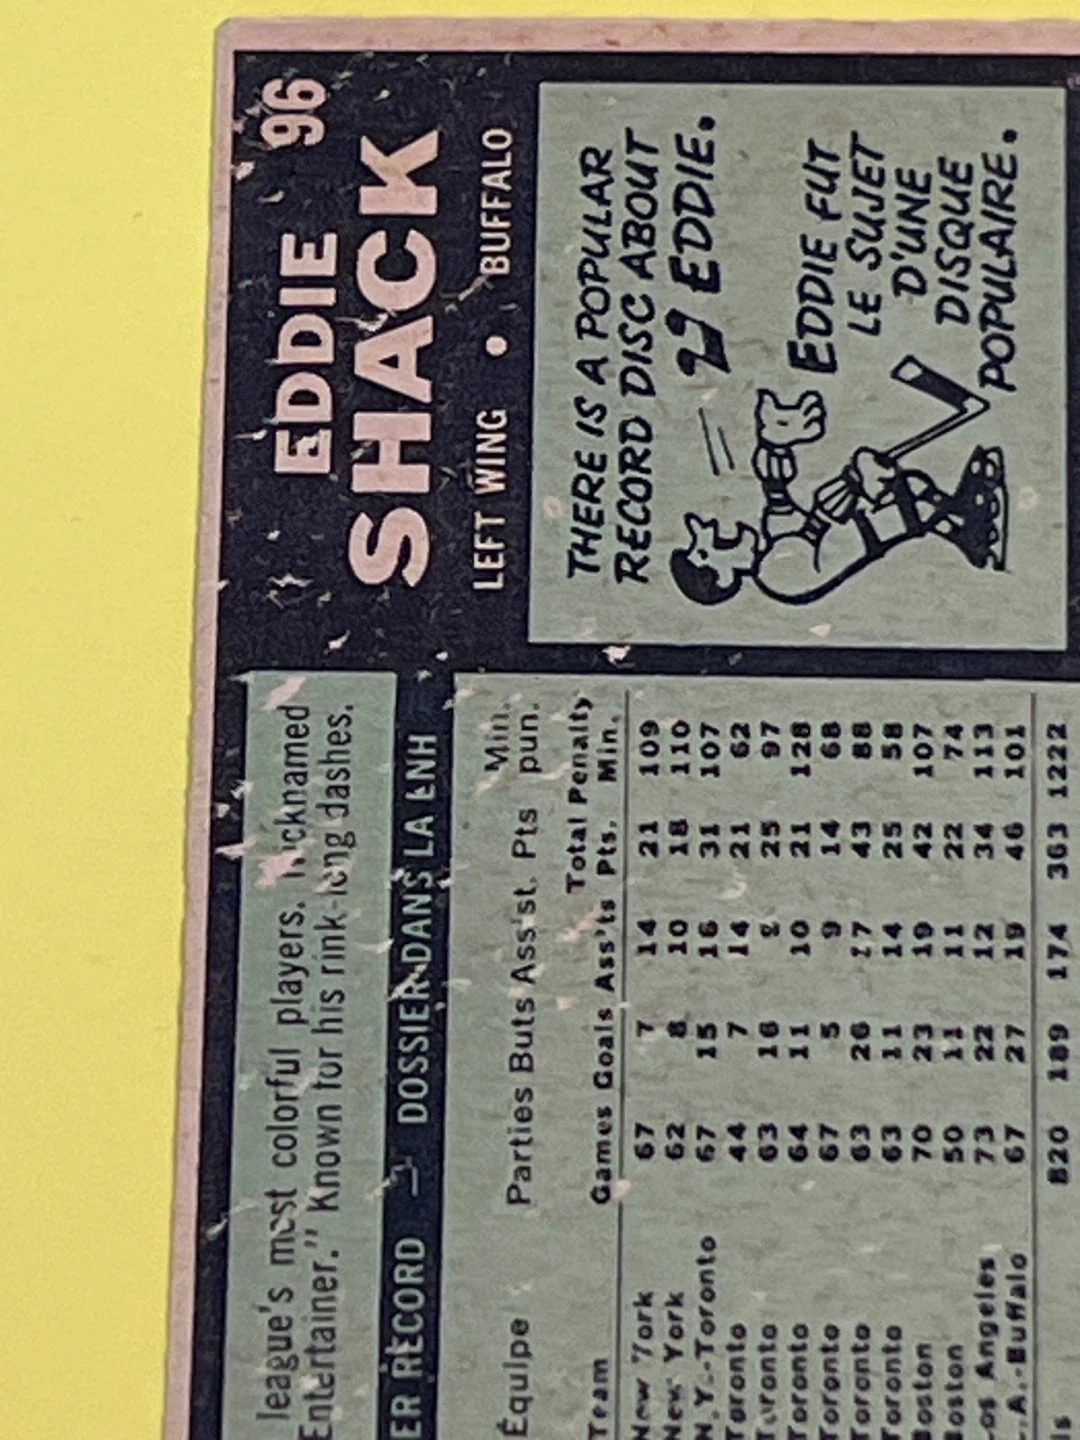 EDDIE 96
SHACK
LEFT WING • BUFFALO
THERE IS A POPULAR
RECORD DISC ABOUT
EDDIE.
EDDIE FUT
LE SUJET
D'UNE
DISQUE
POPULAIRE.
league's most colorful players. Nicknamed
Entertainer." Known for his rink-long dashes.
ER RECORD — DOSSIER DANS LA LNH
Équipe Parties Buts Ass'st. Pts Min. pun.
Team Games Goals Ass'ts Total Pts. Penalty Min.
New York 67 7 14 21 109
New York 62 8 10 18 110
N.Y.-Toronto 67 15 16 31 107
Toronto 44 7 14 21 62
Toronto 63 16 9 25 97
Toronto 64 11 10 21 128
Toronto 67 5 9 14 68
Toronto 63 26 17 43 88
Toronto 63 11 14 25 58
Boston 70 23 19 42 107
Boston 50 11 11 22 74
Los Angeles 73 22 12 34 113
L.A.-Buffalo 67 27 19 46 101
ls 820 189 174 363 1222